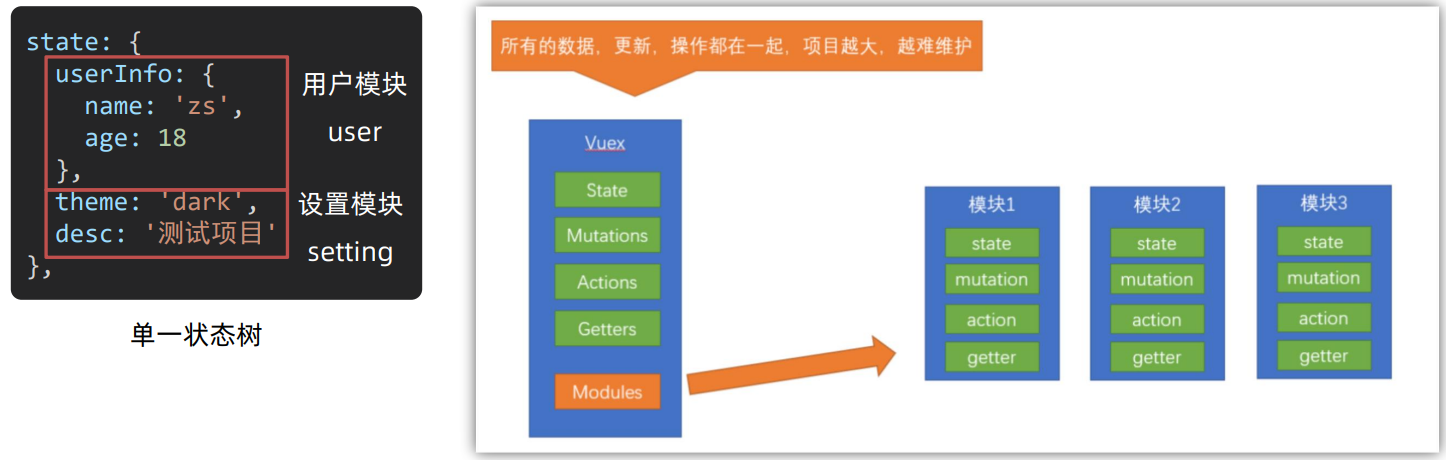 state: {
userInfo: {
name: 'zs',
age: 18
},
theme: 'dark',
desc: '测试项目'
},
用户模块
user
设置模块
setting
单一状态树
所有的数据，更新，操作都在一起，项目越大，越难维护
Vuex
State
Mutations
Actions
Getters
Modules
模块1
state
mutation
action
getter
模块2
state
mutation
action
getter
模块3
state
mutation
action
getter